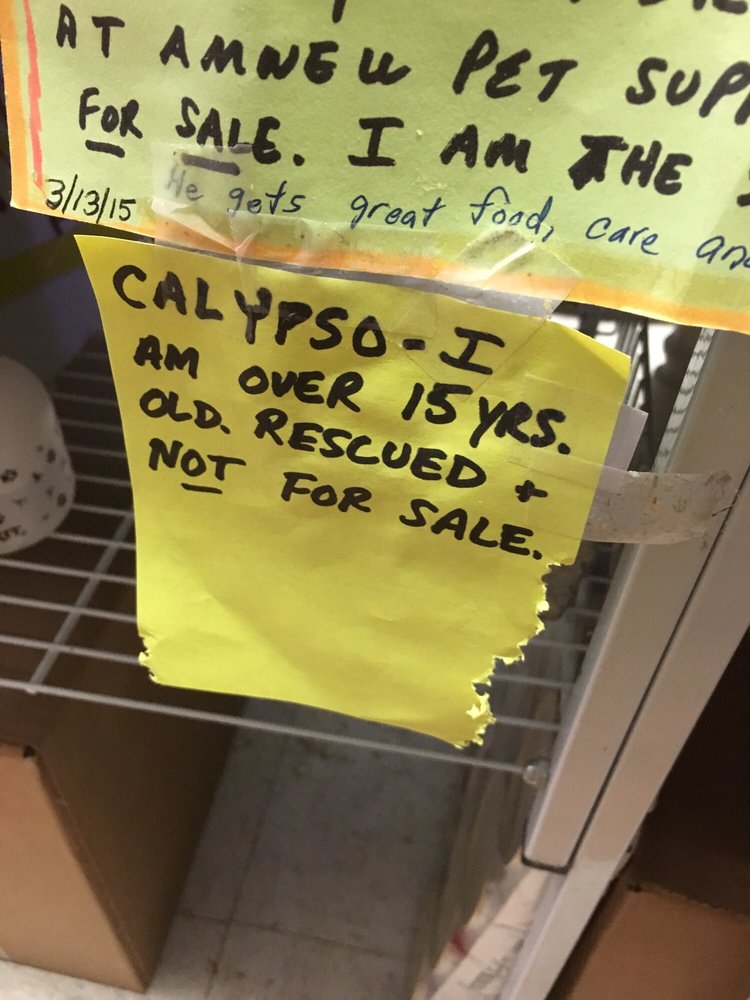 AT AMNEW PET SUPP
FOR SALE. I AM THE
3/13/15 He gets great food, care and
CALYPSO - I
AM OVER 15 YRS.
OLD. RESCUED +
NOT FOR SALE.